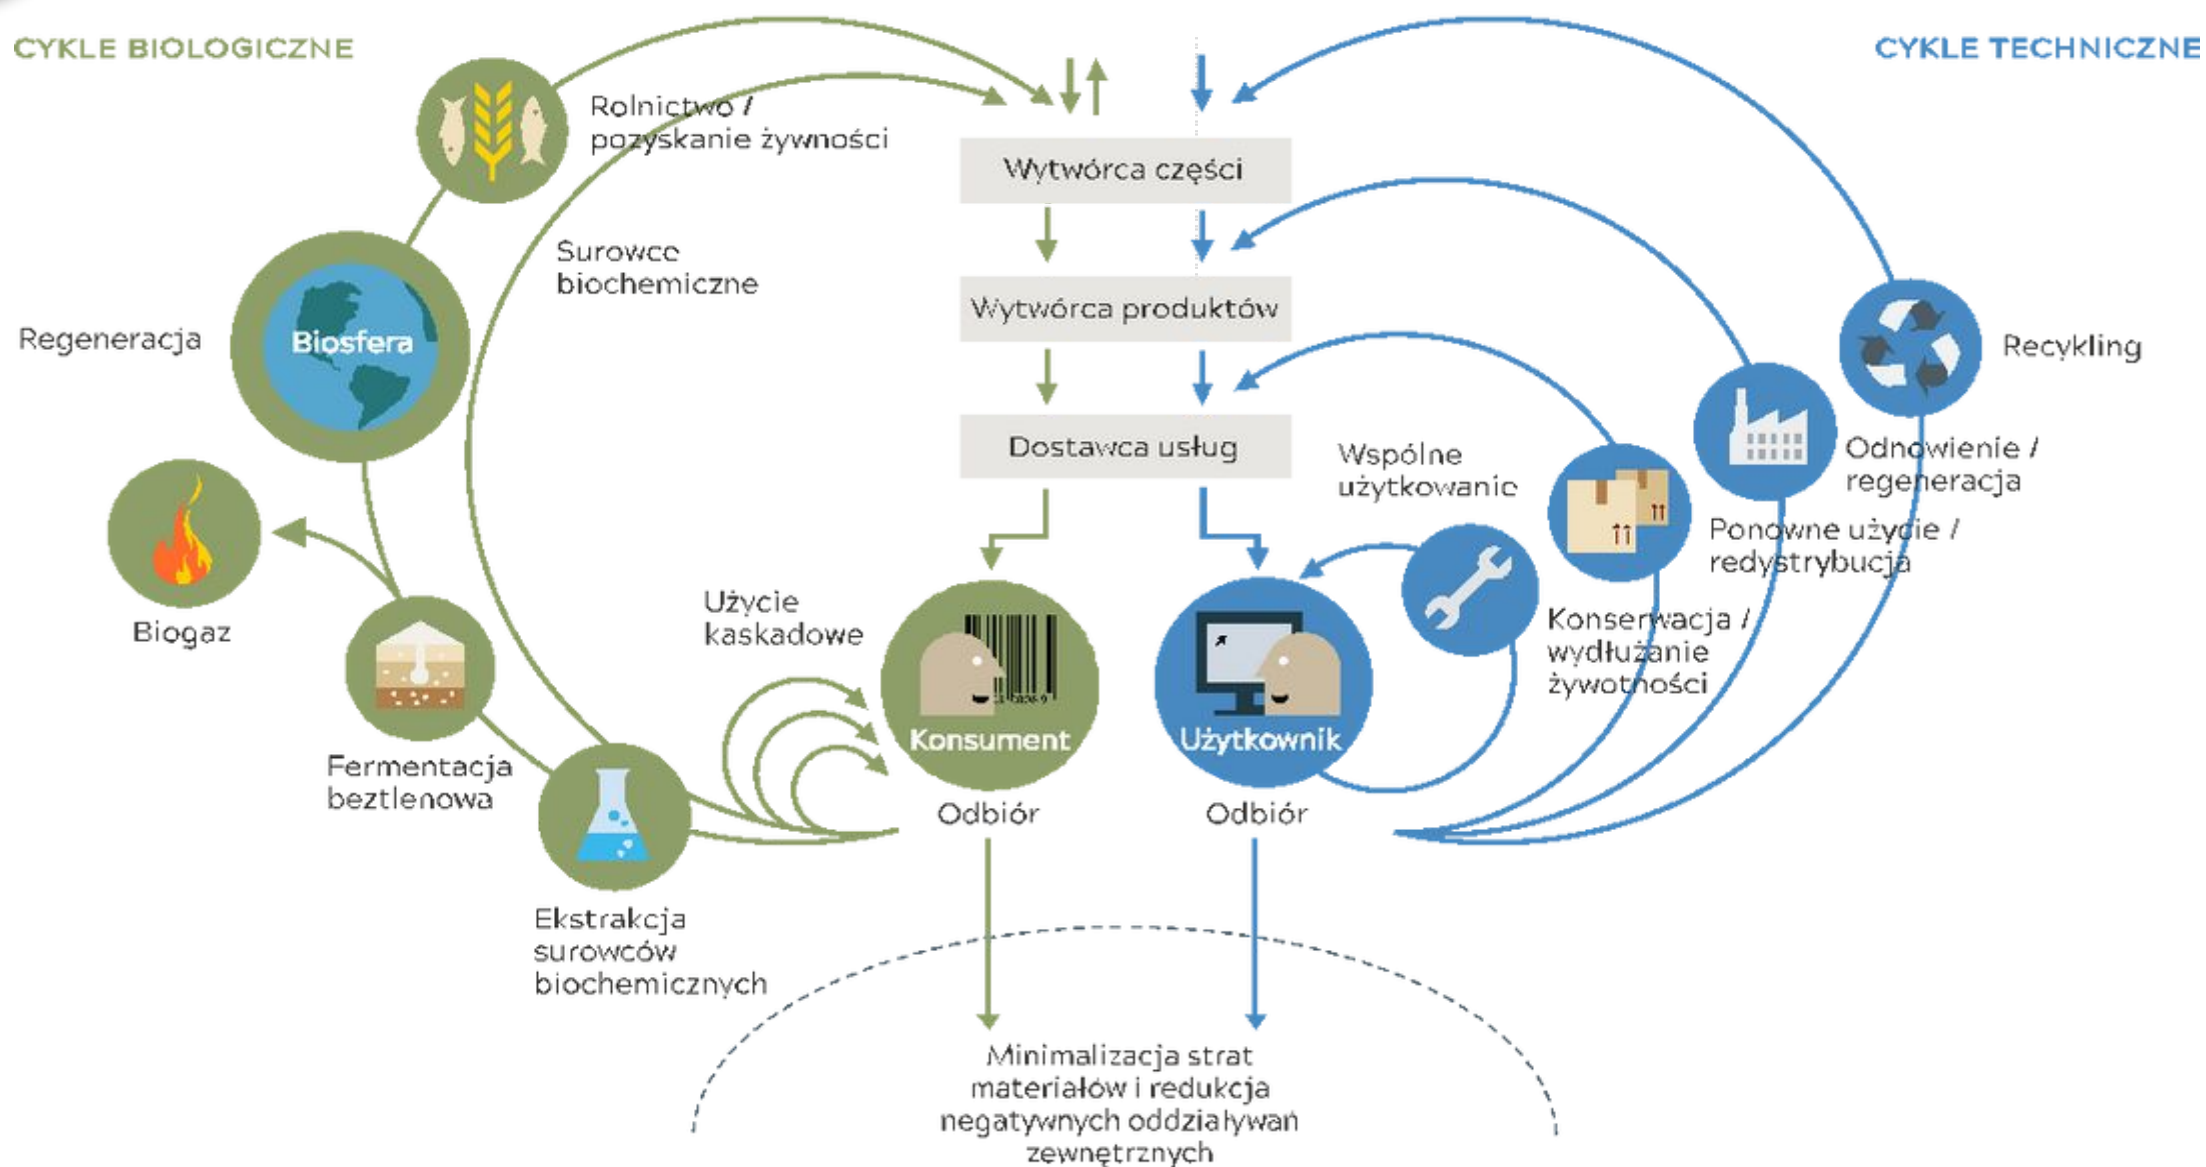 CYKLE BIOLOGICZNE
CYKLE TECHNICZNE
Rolnictwo /
pozyskanie żywności
Wytwórca części
Surowce
biochemiczne
Wytwórca produktów
Regeneracja
Biosfera
Recykling
Dostawca usług
Wspólne
użytkowanie
Odnowienie /
regeneracja
Ponowne użycie /
redystrybucja
Biogaz
Użycie
kaskadowe
Konserwacja /
wydłużanie
żywotności
Konsument
Użytkownik
Fermentacja
beztlenowa
Odbiór
Odbiór
Ekstrakcja
surowców
biochemicznych
Minimalizacja strat
materiałów i redukcja
negatywnych oddziaływań
zewnętrznych